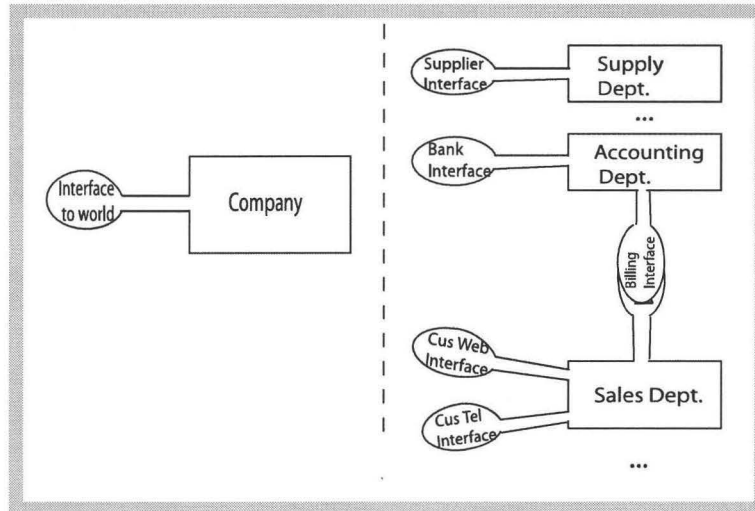 Interface
to world
Company
Supplier
Interface
Supply
Dept.
...
Bank
Interface
Accounting
Dept.
Billing
Interface
Cus Web
Interface
Sales Dept.
Cus Tel
Interface
...